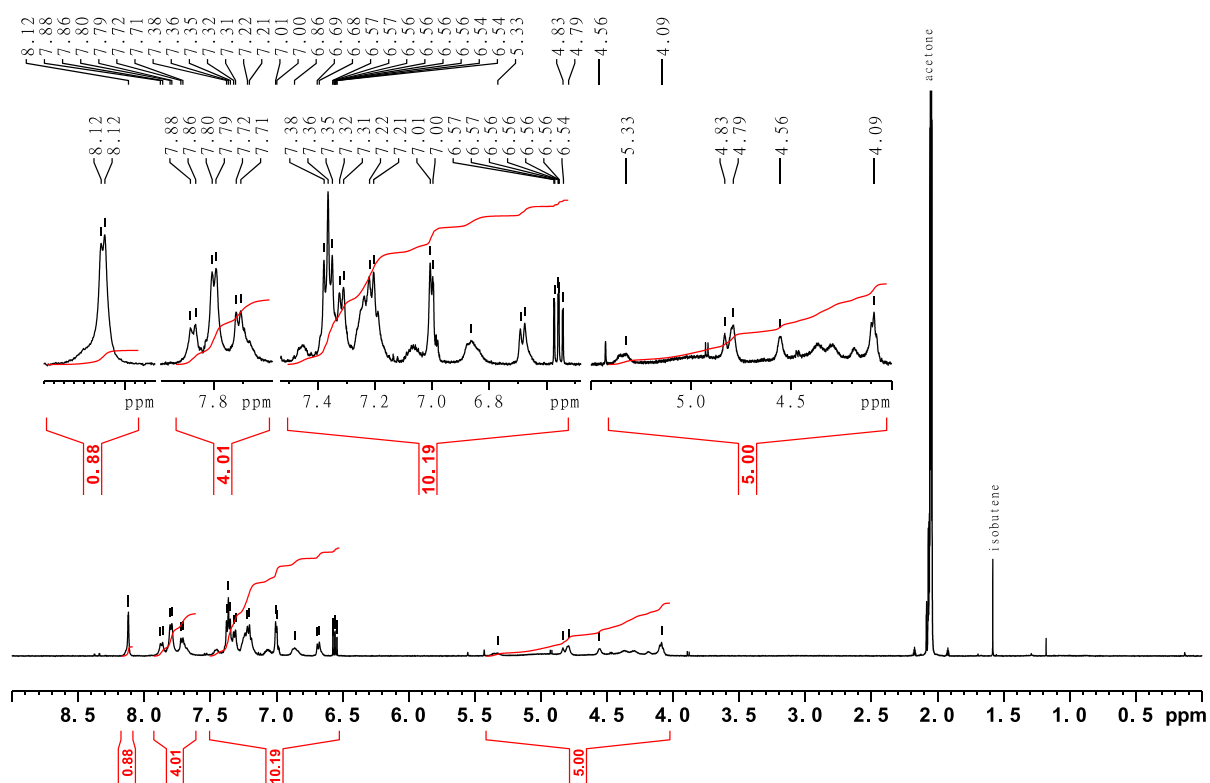 8.12 7.88 7.86 7.80 7.79 7.72 7.71 7.38 7.36 7.35 7.32 7.31 7.22 7.21 7.01 7.00 6.86 6.69 6.68 6.57 6.57 6.56 6.56 6.56 6.56 6.54 6.54 5.33 4.83 4.79 4.56 4.09
acetone
8.12 8.12 7.88 7.86 7.80 7.79 7.72 7.71 7.38 7.36 7.35 7.32 7.31 7.22 7.21 7.01 7.00 6.57 6.57 6.56 6.56 6.56 6.56 6.54 5.33 4.83 4.79 4.56 4.09
ppm 7.8 ppm 7.4 7.2 7.0 6.8 ppm 5.0 4.5 ppm
0.88 4.01 10.19 5.00
isobutene
8.5 8.0 7.5 7.0 6.5 6.0 5.5 5.0 4.5 4.0 3.5 3.0 2.5 2.0 1.5 1.0 0.5 ppm
0.88 4.01 10.19 5.00